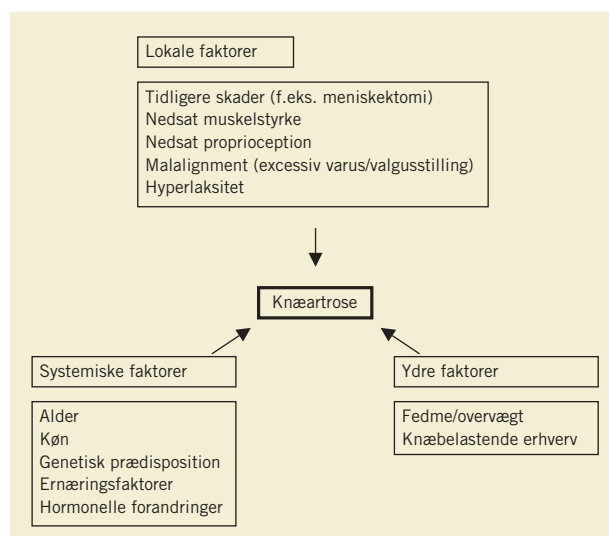 Lokale faktorer
Tidligere skader (f.eks. meniskektomi)
Nedsat muskelstyrke
Nedsat proprioception
Malalignment (excessiv varus/valgusstilling)
Hyperlaksitet
Knæartrose
Systemiske faktorer
Alder
Køn
Genetisk prædisposition
Ernæringsfaktorer
Hormonelle forandringer
Ydre faktorer
Fedme/overvægt
Knæbelastende erhverv